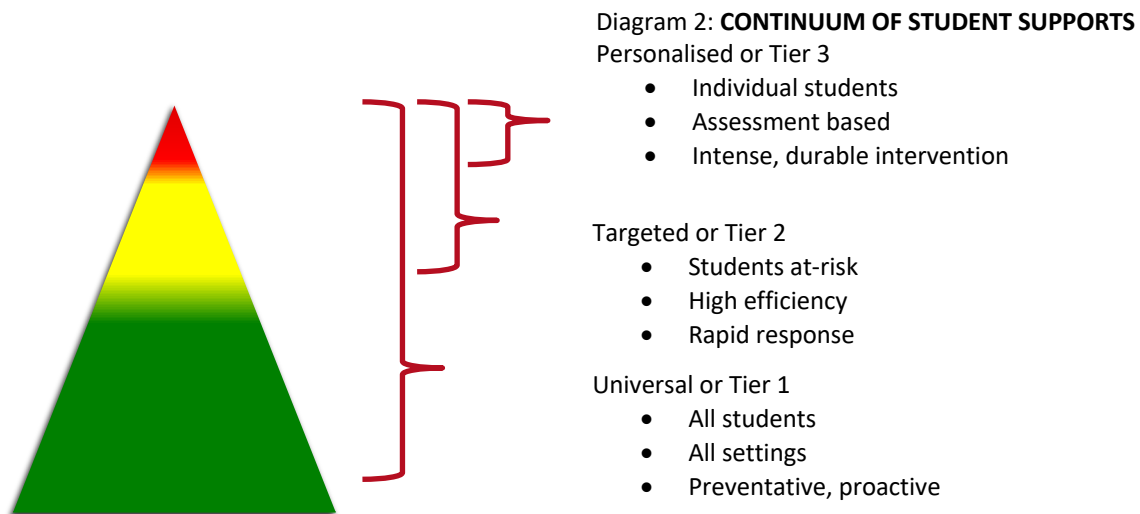 Diagram 2: CONTINUUM OF STUDENT SUPPORTS
Personalised or Tier 3
• Individual students
• Assessment based
• Intense, durable intervention
Targeted or Tier 2
• Students at-risk
• High efficiency
• Rapid response
Universal or Tier 1
• All students
• All settings
• Preventative, proactive